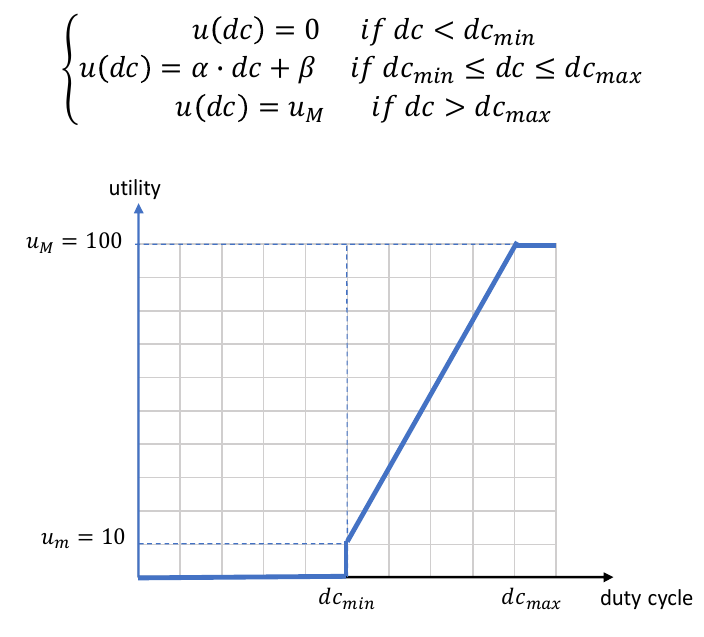 u(dc) = 0 if dc < dc_min
u(dc) = α · dc + β if dc_min ≤ dc ≤ dc_max
u(dc) = u_M if dc > dc_max
utility
u_M = 100
u_m = 10
dc_min dc_max duty cycle